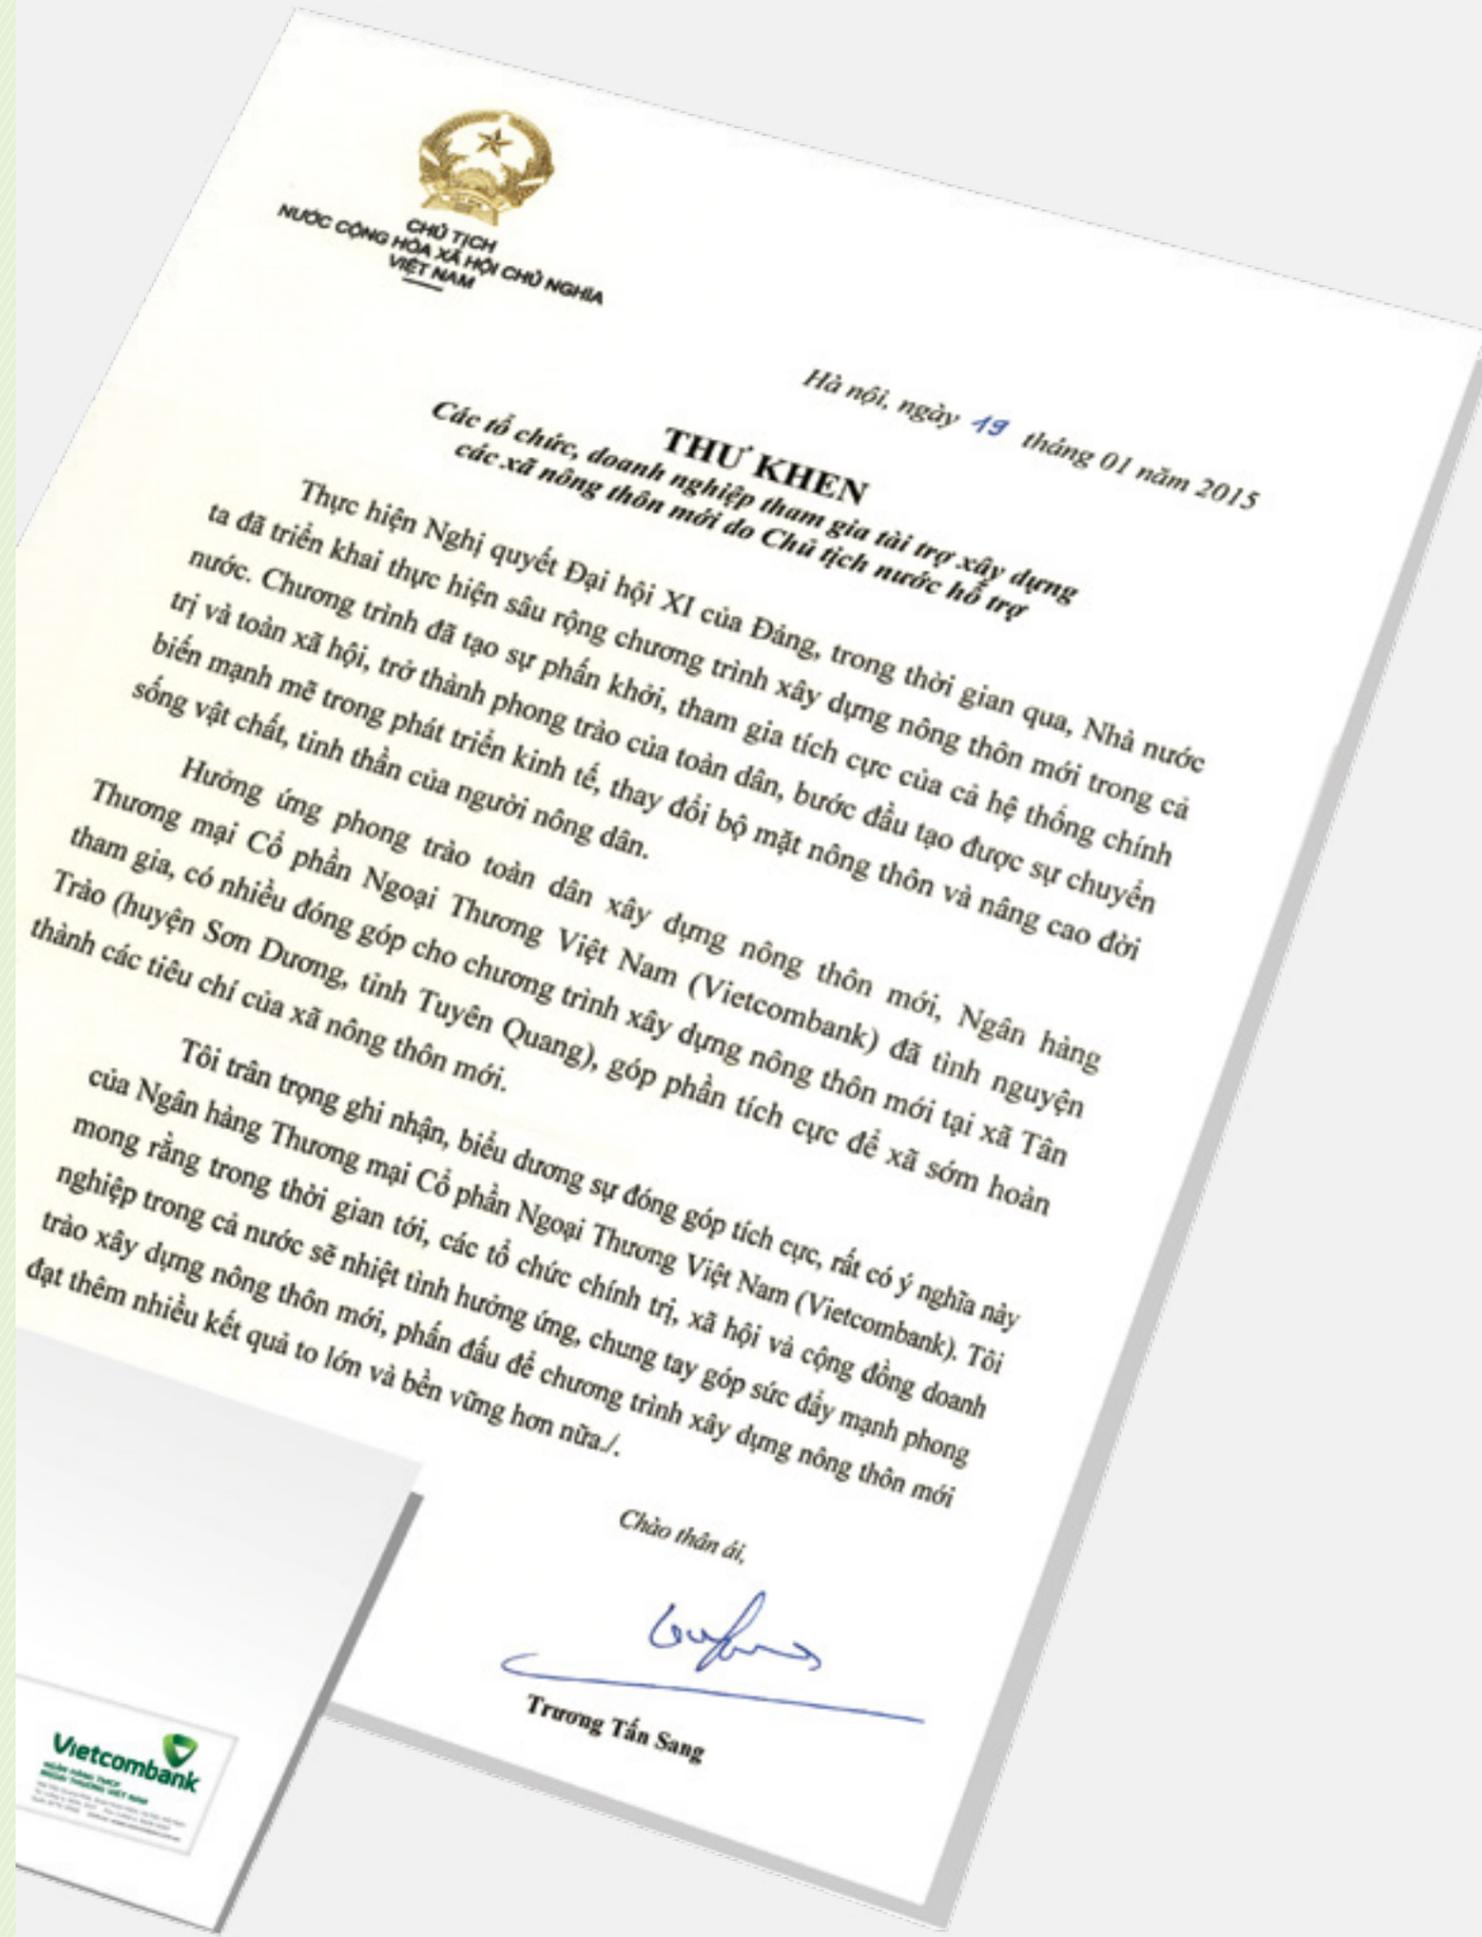 CHỦ TỊCH
NƯỚC CỘNG HÒA XÃ HỘI CHỦ NGHĨA
VIỆT NAM
Hà nội, ngày 19 tháng 01 năm 2015
THƯ KHEN
Các tổ chức, doanh nghiệp tham gia tài trợ xây dựng
các xã nông thôn mới do Chủ tịch nước hỗ trợ
Thực hiện Nghị quyết Đại hội XI của Đảng, trong thời gian qua, Nhà nước
ta đã triển khai thực hiện sâu rộng chương trình xây dựng nông thôn mới trong cả
nước. Chương trình đã tạo sự phấn khởi, tham gia tích cực của cả hệ thống chính
trị và toàn xã hội, trở thành phong trào của toàn dân, bước đầu tạo được sự chuyển
biến mạnh mẽ trong phát triển kinh tế, thay đổi bộ mặt nông thôn và nâng cao đời
sống vật chất, tinh thần của người nông dân.
Hưởng ứng phong trào toàn dân xây dựng nông thôn mới, Ngân hàng
Thương mại Cổ phần Ngoại Thương Việt Nam (Vietcombank) đã tình nguyện
tham gia, có nhiều đóng góp cho chương trình xây dựng nông thôn mới tại xã Tân
Trào (huyện Sơn Dương, tỉnh Tuyên Quang), góp phần tích cực để xã sớm hoàn
thành các tiêu chí của xã nông thôn mới.
Tôi trân trọng ghi nhận, biểu dương sự đóng góp tích cực, rất có ý nghĩa này
của Ngân hàng Thương mại Cổ phần Ngoại Thương Việt Nam (Vietcombank). Tôi
mong rằng trong thời gian tới, các tổ chức chính trị, xã hội và cộng đồng doanh
nghiệp trong cả nước sẽ nhiệt tình hưởng ứng, chung tay góp sức đẩy mạnh phong
trào xây dựng nông thôn mới, phấn đấu để chương trình xây dựng nông thôn mới
đạt thêm nhiều kết quả to lớn và bền vững hơn nữa./.
Chào thân ái,
Trương Tấn Sang
Vietcombank
NGÂN HÀNG TMCP
NGOẠI THƯƠNG VIỆT NAM